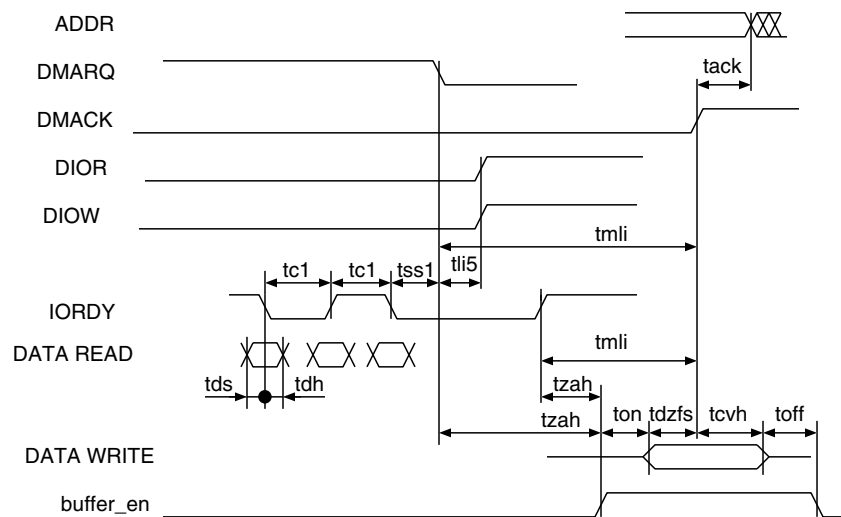 ADDR
DMARQ
tack
DMACK
DIOR
DIOW
tmli
tc1 tc1 tss1 tli5
IORDY
DATA READ
tmli
tds tdh
tzah
tzah ton tdzfs tcvh toff
DATA WRITE
buffer_en